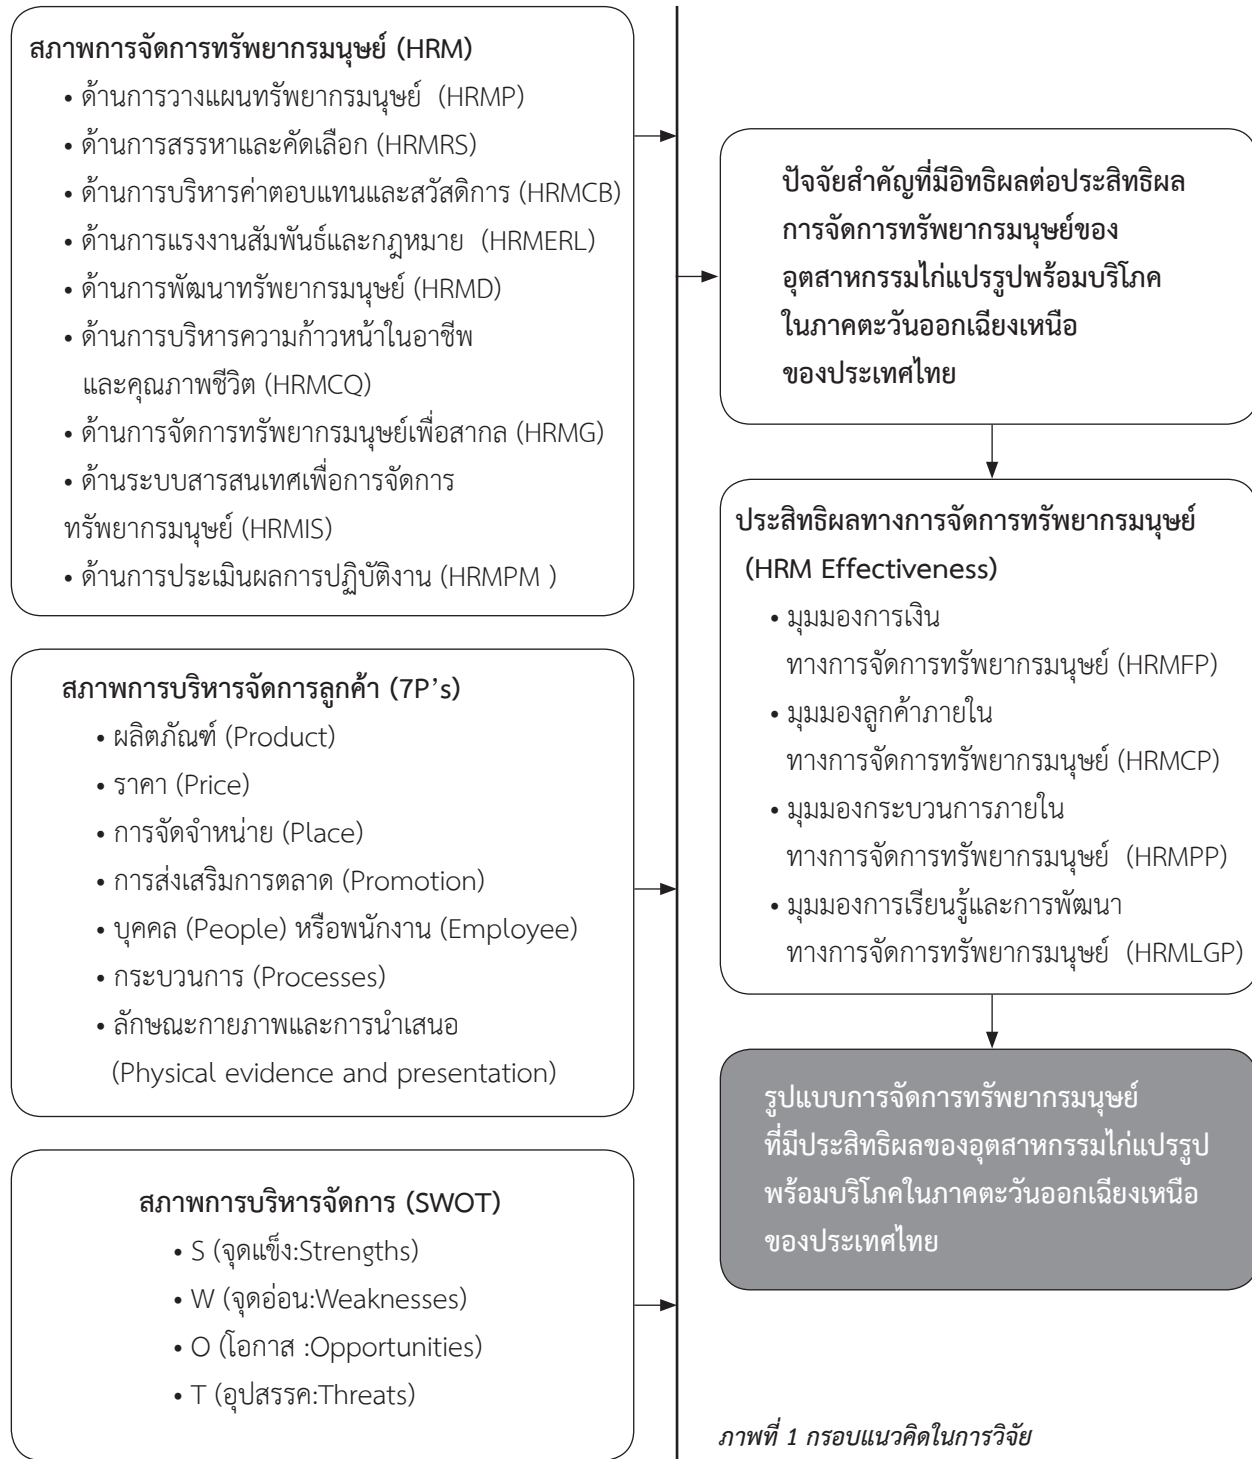 สภาพการจัดการทรัพยากรมนุษย์ (HRM)
• ด้านการวางแผนทรัพยากรมนุษย์ (HRMP)
• ด้านการสรรหาและคัดเลือก (HRMRS)
• ด้านการบริหารค่าตอบแทนและสวัสดิการ (HRMCB)
• ด้านการแรงงานสัมพันธ์และกฎหมาย (HRMERL)
• ด้านการพัฒนาทรัพยากรมนุษย์ (HRMD)
• ด้านการบริหารความก้าวหน้าในอาชีพ
และคุณภาพชีวิต (HRMCQ)
• ด้านการจัดการทรัพยากรมนุษย์เพื่อสากล (HRMG)
• ด้านระบบสารสนเทศเพื่อการจัดการ
ทรัพยากรมนุษย์ (HRMIS)
• ด้านการประเมินผลการปฏิบัติงาน (HRMPM )
สภาพการบริหารจัดการลูกค้า (7P’s)
• ผลิตภัณฑ์ (Product)
• ราคา (Price)
• การจัดจำหน่าย (Place)
• การส่งเสริมการตลาด (Promotion)
• บุคคล (People) หรือพนักงาน (Employee)
• กระบวนการ (Processes)
• ลักษณะกายภาพและการนำเสนอ
(Physical evidence and presentation)
สภาพการบริหารจัดการ (SWOT)
• S (จุดแข็ง:Strengths)
• W (จุดอ่อน:Weaknesses)
• O (โอกาส :Opportunities)
• T (อุปสรรค:Threats)
ปัจจัยสำคัญที่มีอิทธิพลต่อประสิทธิผล
การจัดการทรัพยากรมนุษย์ของ
อุตสาหกรรมไก่แปรรูปพร้อมบริโภค
ในภาคตะวันออกเฉียงเหนือ
ของประเทศไทย
ประสิทธิผลทางการจัดการทรัพยากรมนุษย์
(HRM Effectiveness)
• มุมมองการเงิน
ทางการจัดการทรัพยากรมนุษย์ (HRMFP)
• มุมมองลูกค้าภายใน
ทางการจัดการทรัพยากรมนุษย์ (HRMCP)
• มุมมองกระบวนการภายใน
ทางการจัดการทรัพยากรมนุษย์ (HRMPP)
• มุมมองการเรียนรู้และการพัฒนา
ทางการจัดการทรัพยากรมนุษย์ (HRMLGP)
รูปแบบการจัดการทรัพยากรมนุษย์
ที่มีประสิทธิผลของอุตสาหกรรมไก่แปรรูป
พร้อมบริโภคในภาคตะวันออกเฉียงเหนือ
ของประเทศไทย
ภาพที่ 1 กรอบแนวคิดในการวิจัย